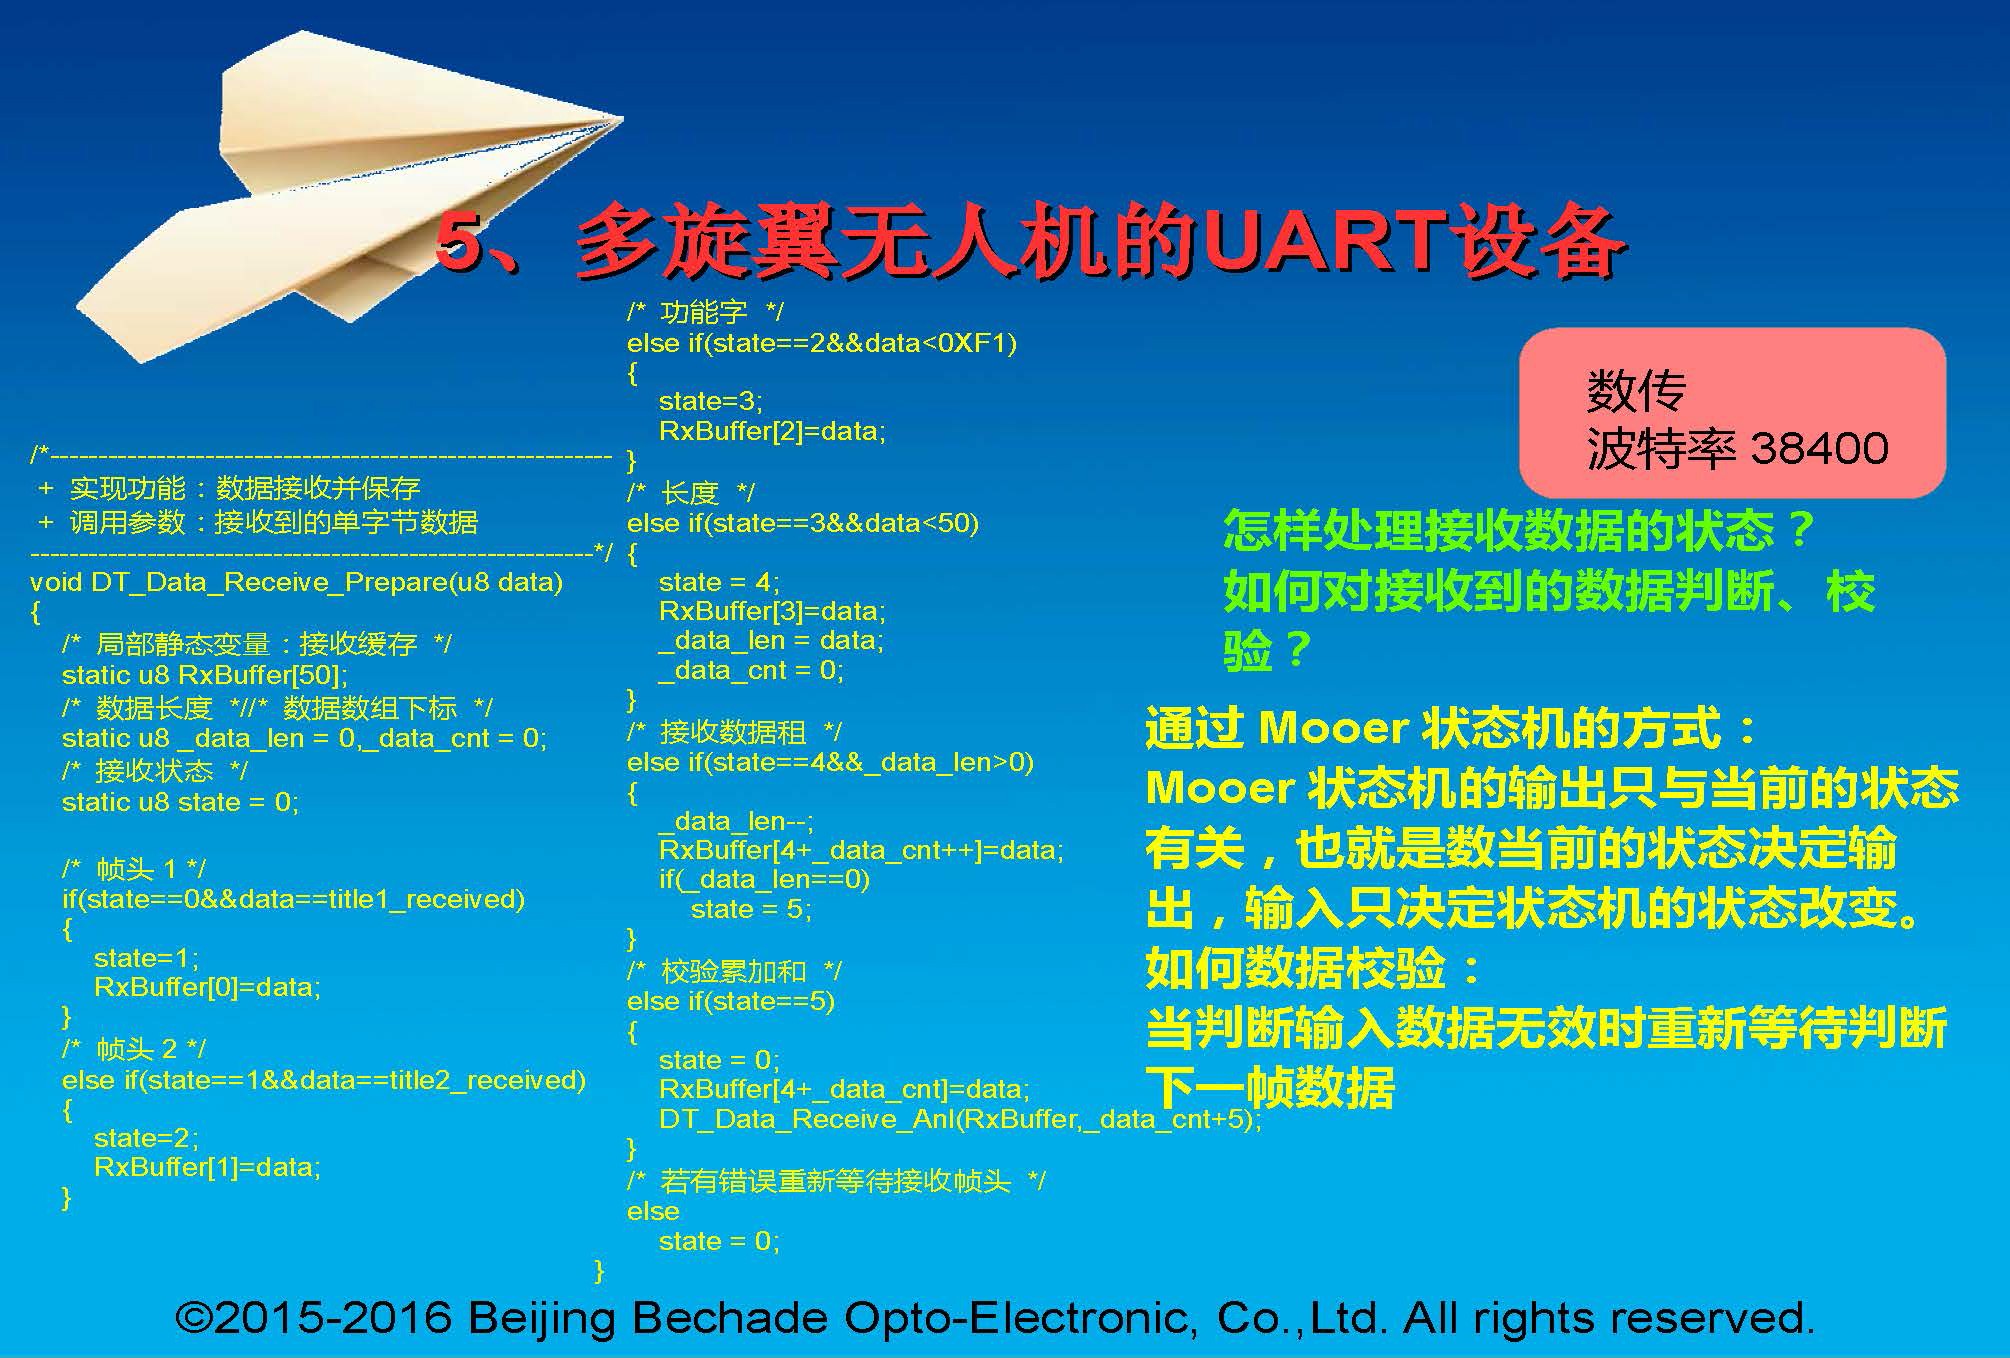 5、多旋翼无人机的UART设备
/*----------------------------------------------------------
+ 实现功能：数据接收并保存
+ 调用参数：接收到的单字节数据
----------------------------------------------------------*/
void DT_Data_Receive_Prepare(u8 data)
{
/* 局部静态变量：接收缓存 */
static u8 RxBuffer[50];
/* 数据长度 *//* 数据数组下标 */
static u8 _data_len = 0,_data_cnt = 0;
/* 接收状态 */
static u8 state = 0;
/* 帧头 1 */
if(state==0&&data==title1_received)
{
state=1;
RxBuffer[0]=data;
}
/* 帧头 2 */
else if(state==1&&data==title2_received)
{
state=2;
RxBuffer[1]=data;
}
/* 功能字 */
else if(state==2&&data<0XF1)
{
state=3;
RxBuffer[2]=data;
}
/* 长度 */
else if(state==3&&data<50)
{
state = 4;
RxBuffer[3]=data;
_data_len = data;
_data_cnt = 0;
}
/* 接收数据租 */
else if(state==4&&_data_len>0)
{
_data_len--;
RxBuffer[4+_data_cnt++]=data;
if(_data_len==0)
state = 5;
}
/* 校验累加和 */
else if(state==5)
{
state = 0;
RxBuffer[4+_data_cnt]=data;
DT_Data_Receive_Anl(RxBuffer,_data_cnt+5);
}
/* 若有错误重新等待接收帧头 */
else
state = 0;
}
数传
波特率 38400
怎样处理接收数据的状态？
如何对接收到的数据判断、校
验？
通过 Mooer 状态机的方式：
Mooer 状态机的输出只与当前的状态
有关，也就是数当前的状态决定输
出，输入只决定状态机的状态改变。
如何数据校验：
当判断输入数据无效时重新等待判断
下一帧数据
©2015-2016 Beijing Bechade Opto-Electronic, Co.,Ltd. All rights reserved.